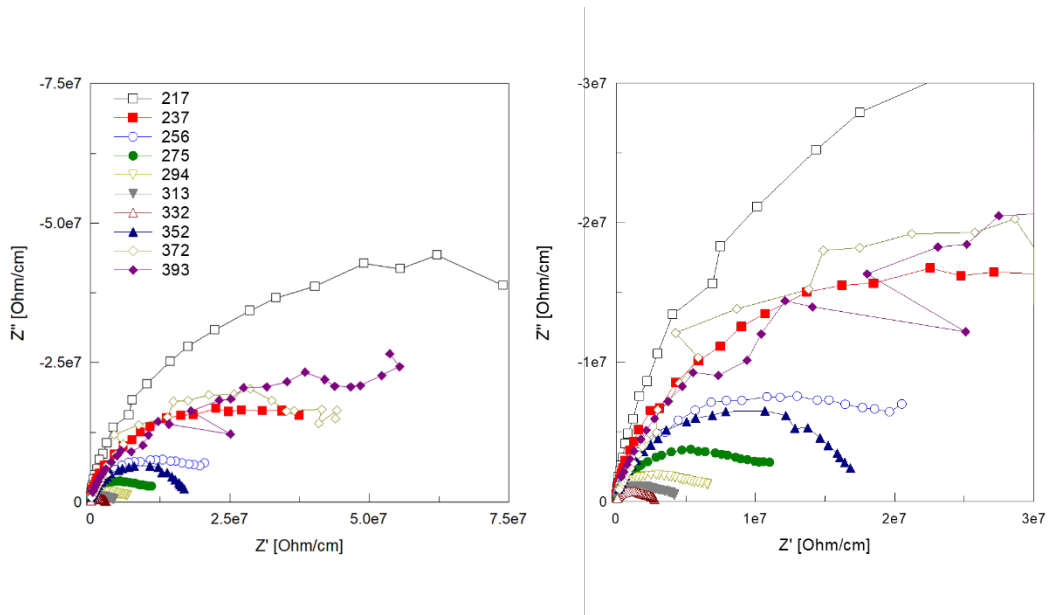 -7.5e7
-5.0e7
-2.5e7
0
Z'' [Ohm/cm]
217
237
256
275
294
313
332
352
372
393
0
2.5e7
5.0e7
7.5e7
Z' [Ohm/cm]
-3e7
-2e7
-1e7
0
Z'' [Ohm/cm]
0
1e7
2e7
3e7
Z' [Ohm/cm]